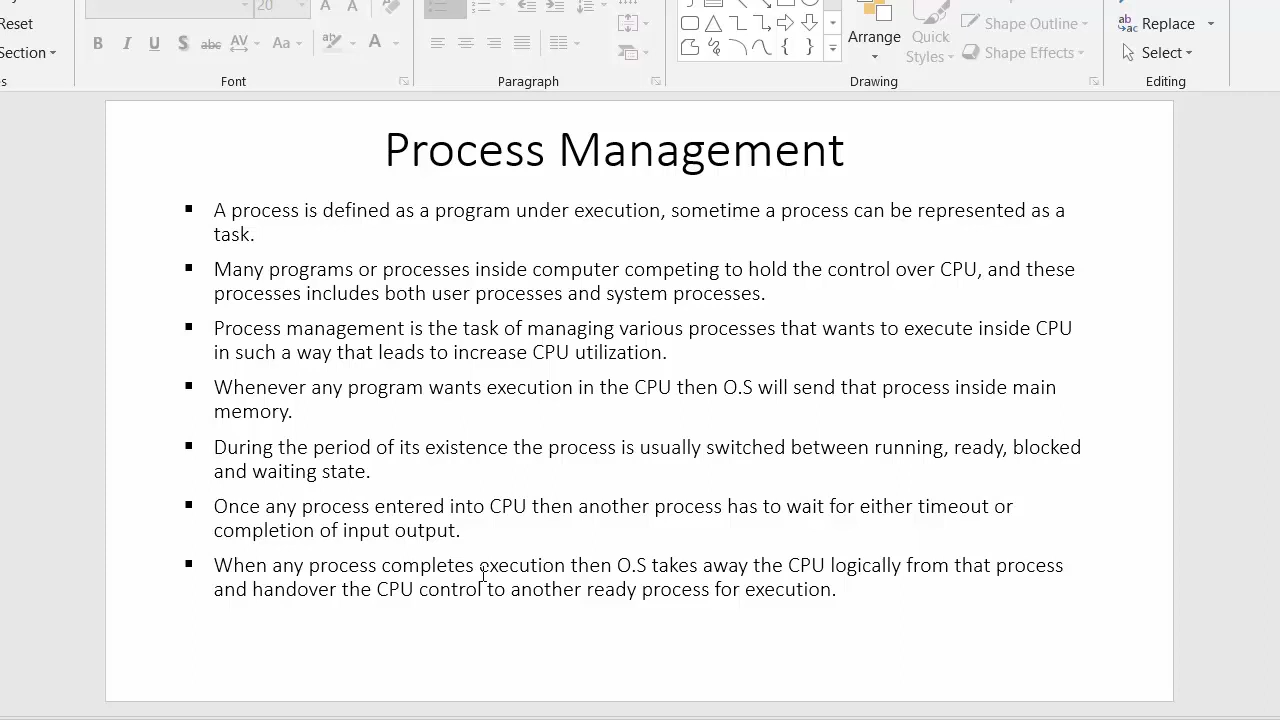 Reset
20
A
A
Section
B I U S abc AV Aa A
Replace
Arrange
Quick
Styles
Shape Outline
Shape Effects
Select
Font
Paragraph
Drawing
Editing
Process Management
A process is defined as a program under execution, sometime a process can be represented as a
task.
Many programs or processes inside computer competing to hold the control over CPU, and these
processes includes both user processes and system processes.
Process management is the task of managing various processes that wants to execute inside CPU
in such a way that leads to increase CPU utilization.
Whenever any program wants execution in the CPU then O.S will send that process inside main
memory.
During the period of its existence the process is usually switched between running, ready, blocked
and waiting state.
Once any process entered into CPU then another process has to wait for either timeout or
completion of input output.
When any process completes execution then O.S takes away the CPU logically from that process
and handover the CPU control to another ready process for execution.